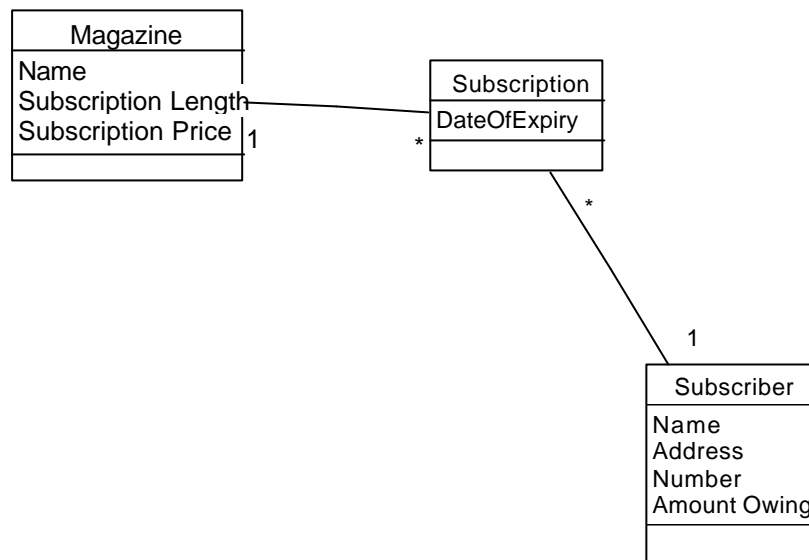 Magazine
Name
Subscription Length
Subscription Price
1
*
Subscription
DateOfExpiry
*
1
Subscriber
Name
Address
Number
Amount Owing